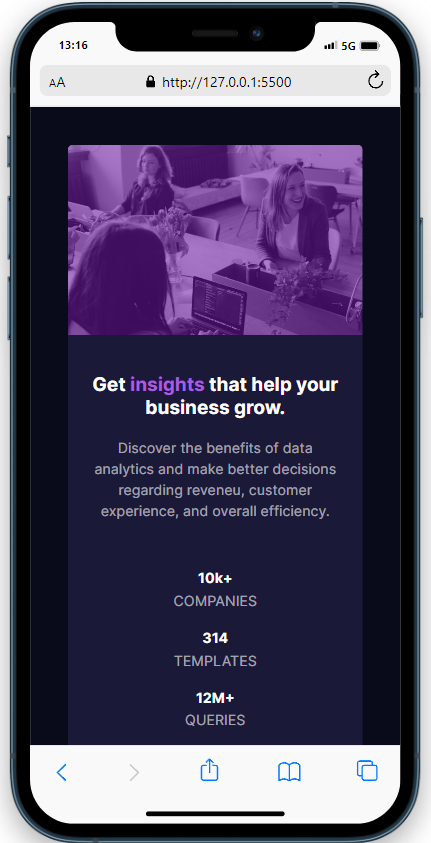 13:16
5G
AA
http://127.0.0.1:5500
Get insights that help your
business grow.
Discover the benefits of data
analytics and make better decisions
regarding reveneu, customer
experience, and overall efficiency.
10k+
COMPANIES
314
TEMPLATES
12M+
QUERIES